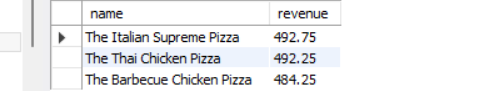 name revenue
The Italian Supreme Pizza 492.75
The Thai Chicken Pizza 492.25
The Barbecue Chicken Pizza 484.25